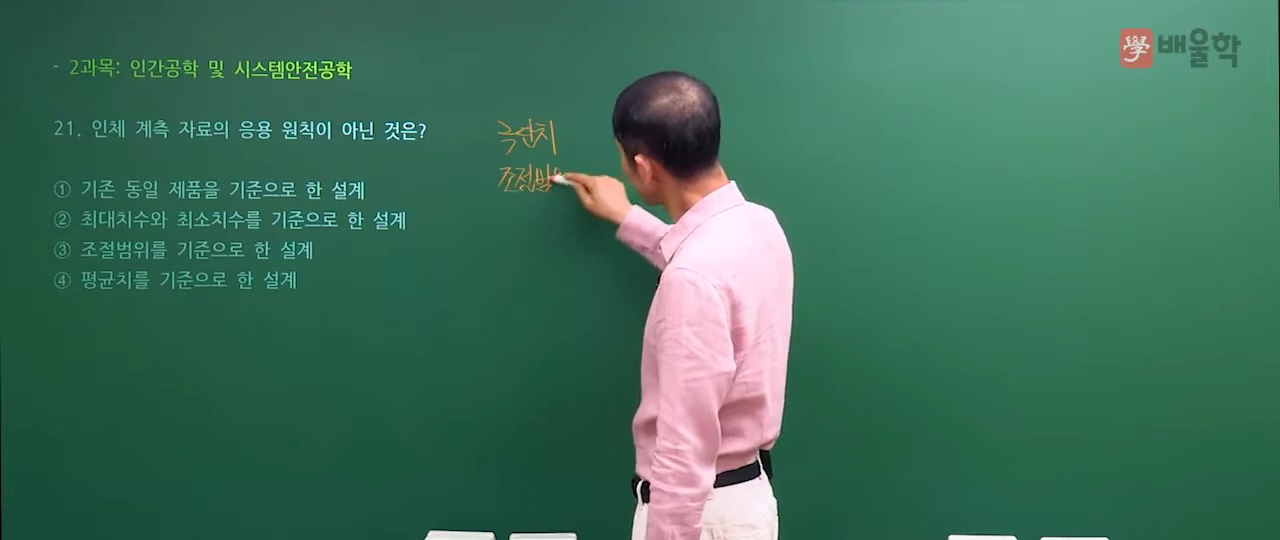 學 배울학
- 2과목: 인간공학 및 시스템안전공학
21. 인체 계측 자료의 응용 원칙이 아닌 것은?
① 기존 동일 제품을 기준으로 한 설계
② 최대치수와 최소치수를 기준으로 한 설계
③ 조절범위를 기준으로 한 설계
④ 평균치를 기준으로 한 설계
극단치